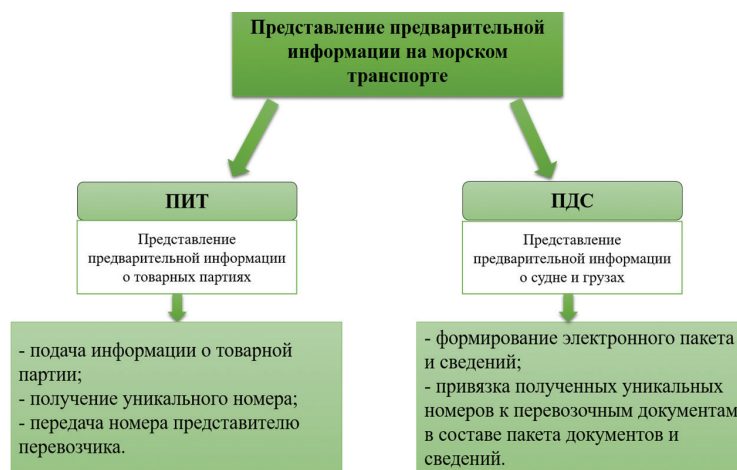 Представление предварительной
информации на морском
транспорте
ПИТ
Представление
предварительной информации
о товарных партиях
- подача информации о товарной
партии;
- получение уникального номера;
- передача номера представителю
перевозчика.
ПДС
Представление
предварительной информации
о судне и грузах
- формирование электронного пакета
и сведений;
- привязка полученных уникальных
номеров к перевозочным документам
в составе пакета документов и
сведений.